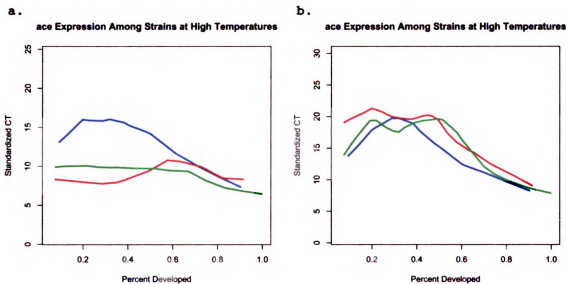 a.
ace Expression Among Strains at High Temperatures
Standardized CT
25
20
15
10
5
0
0.2 0.4 0.6 0.8 1.0
Percent Developed
b.
ace Expression Among Strains at High Temperatures
Standardized CT
30
25
20
15
10
5
0
0.2 0.4 0.6 0.8 1.0
Percent Developed